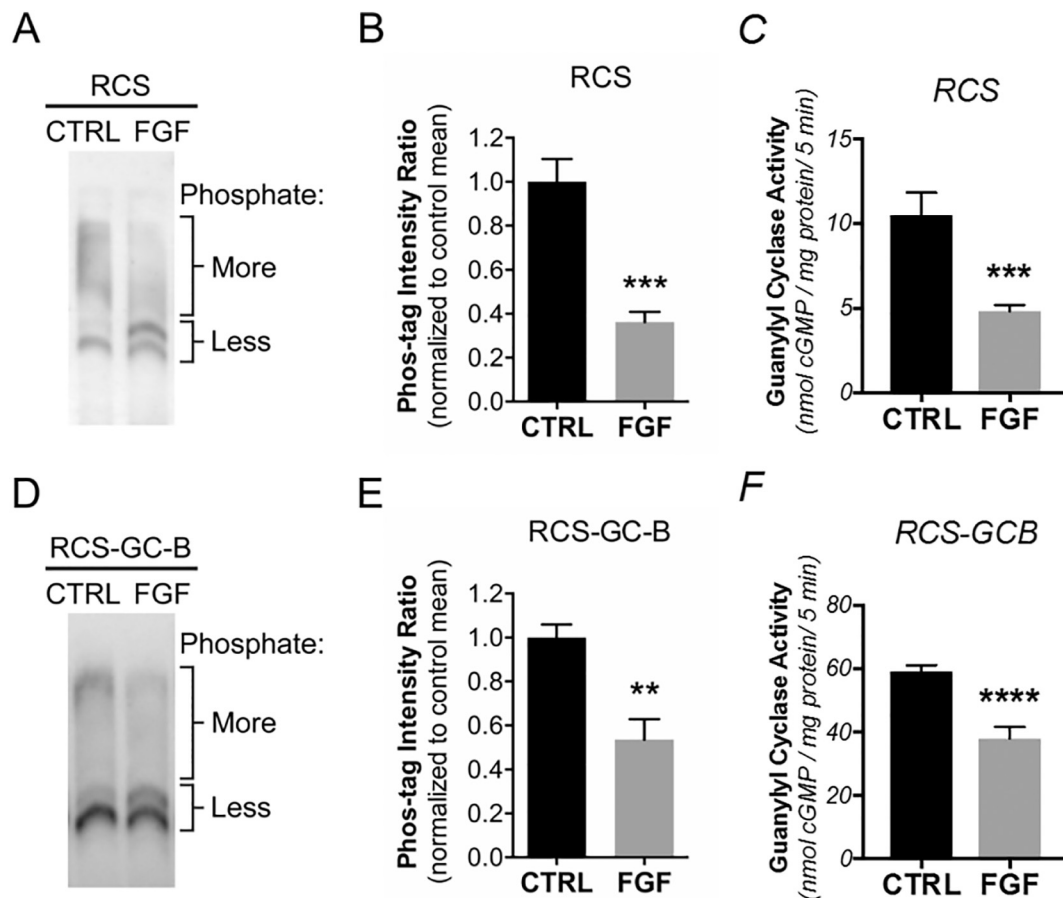 A
RCS
CTRL FGF
Phosphate:
More
Less
B
RCS
Phos-tag Intensity Ratio
(normalized to control mean)
1.2
1.0
0.8
0.6
0.4
0.2
0.0
***
CTRL FGF
C
RCS
Guanylyl Cyclase Activity
(nmol cGMP / mg protein/ 5 min)
15
10
5
0
***
CTRL FGF
D
RCS-GC-B
CTRL FGF
Phosphate:
More
Less
E
RCS-GC-B
Phos-tag Intensity Ratio
(normalized to control mean)
1.2
1.0
0.8
0.6
0.4
0.2
0.0
**
CTRL FGF
F
RCS-GCB
Guanylyl Cyclase Activity
(nmol cGMP / mg protein/ 5 min)
80
60
40
20
0
****
CTRL FGF